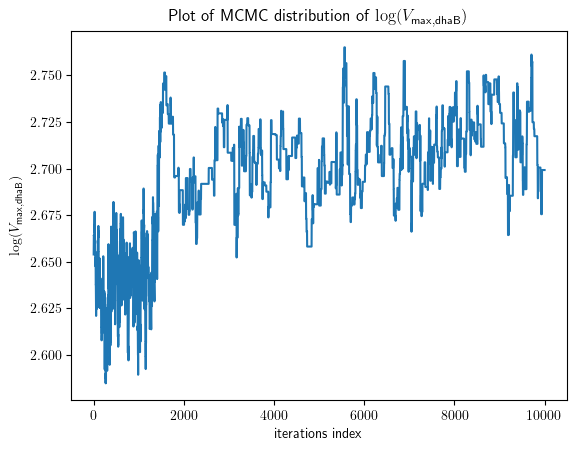 Plot of MCMC distribution of log(V_max,dhaB)
log(V_max,dhaB)
2.750
2.725
2.700
2.675
2.650
2.625
2.600
0 2000 4000 6000 8000 10000
iterations index